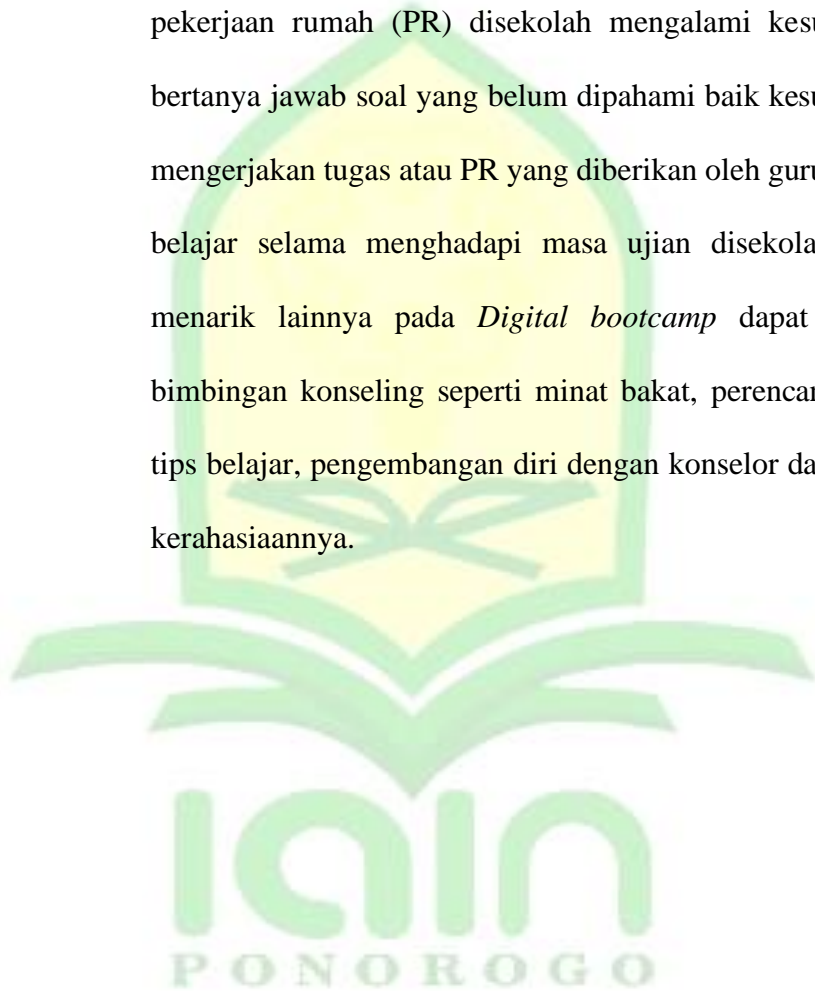 pekerjaan rumah (PR) disekolah mengalami kesu
bertanya jawab soal yang belum dipahami baik kesu
mengerjakan tugas atau PR yang diberikan oleh guru
belajar selama menghadapi masa ujian disekola
menarik lainnya pada Digital bootcamp dapat
bimbingan konseling seperti minat bakat, perencan
tips belajar, pengembangan diri dengan konselor da
kerahasiaannya.
iain
PONOROGO